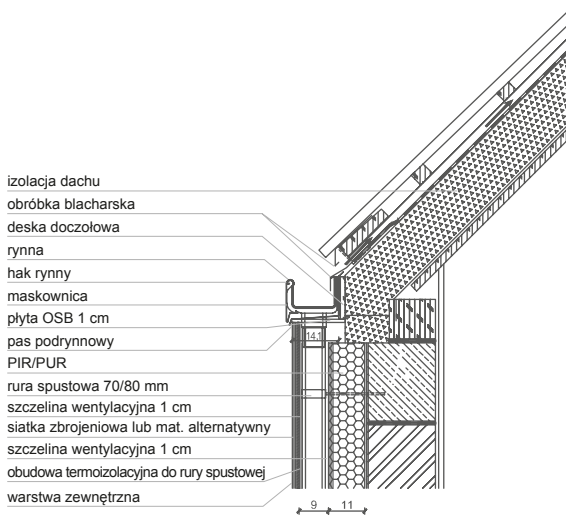 izolacja dachu
obróbka blacharska
deska doczołowa
rynna
hak rynny
maskownica
płyta OSB 1 cm
pas podrynnowy
PIR/PUR
rura spustowa 70/80 mm
szczelina wentylacyjna 1 cm
siatka zbrojeniowa lub mat. alternatywny
szczelina wentylacyjna 1 cm
obudowa termoizolacyjna do rury spustowej
warstwa zewnętrzna
14,1
9 11